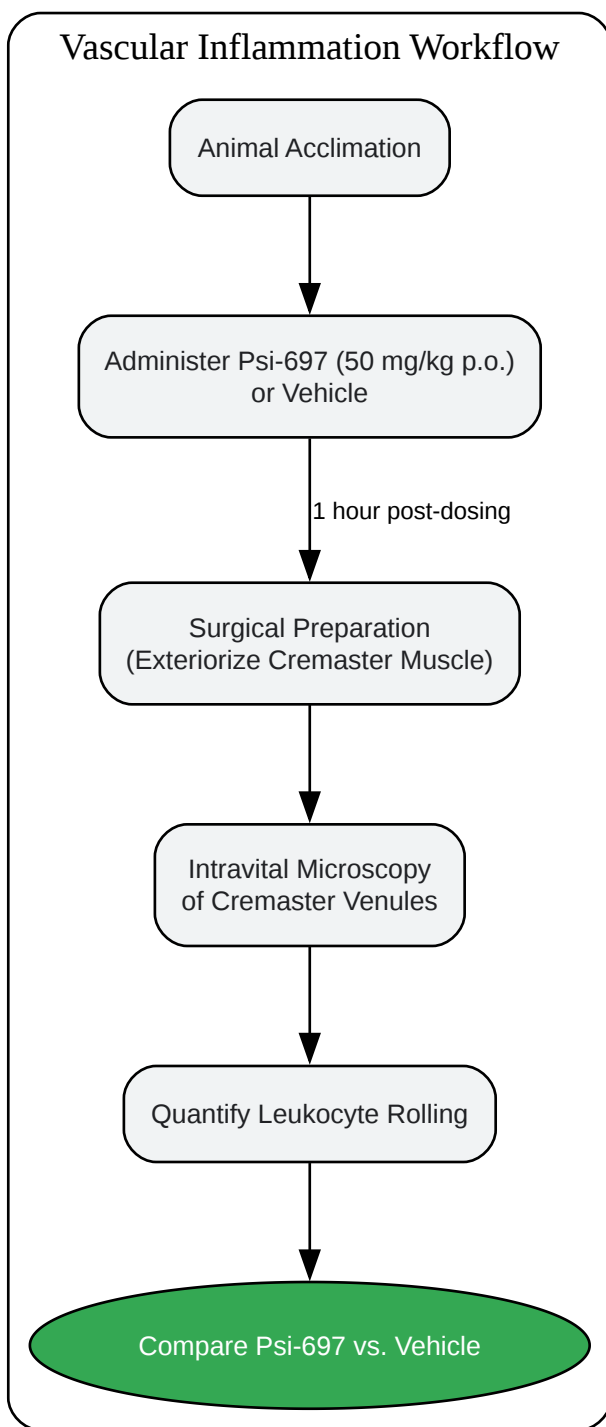 Vascular Inflammation Workflow
Animal Acclimation
Administer Psi-697 (50 mg/kg p.o.)
or Vehicle
1 hour post-dosing
Surgical Preparation
(Exteriorize Cremaster Muscle)
Intravital Microscopy
of Cremaster Venules
Quantify Leukocyte Rolling
Compare Psi-697 vs. Vehicle